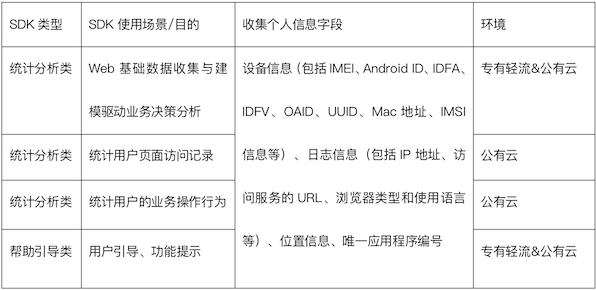 SDK 类型
SDK 使用场景/目的
收集个人信息字段
环境
统计分析类
Web 基础数据收集与建
模驱动业务决策分析
设备信息（包括 IMEI、Android ID、IDFA、
IDFV、OAID、UUID、Mac 地址、IMSI
信息等）、日志信息（包括 IP 地址、访
问服务的 URL、浏览器类型和使用语言
等）、位置信息、唯一应用程序编号
专有轻流&公有云
统计分析类
统计用户页面访问记录
公有云
统计分析类
统计用户的业务操作行为
公有云
帮助引导类
用户引导、功能提示
专有轻流&公有云